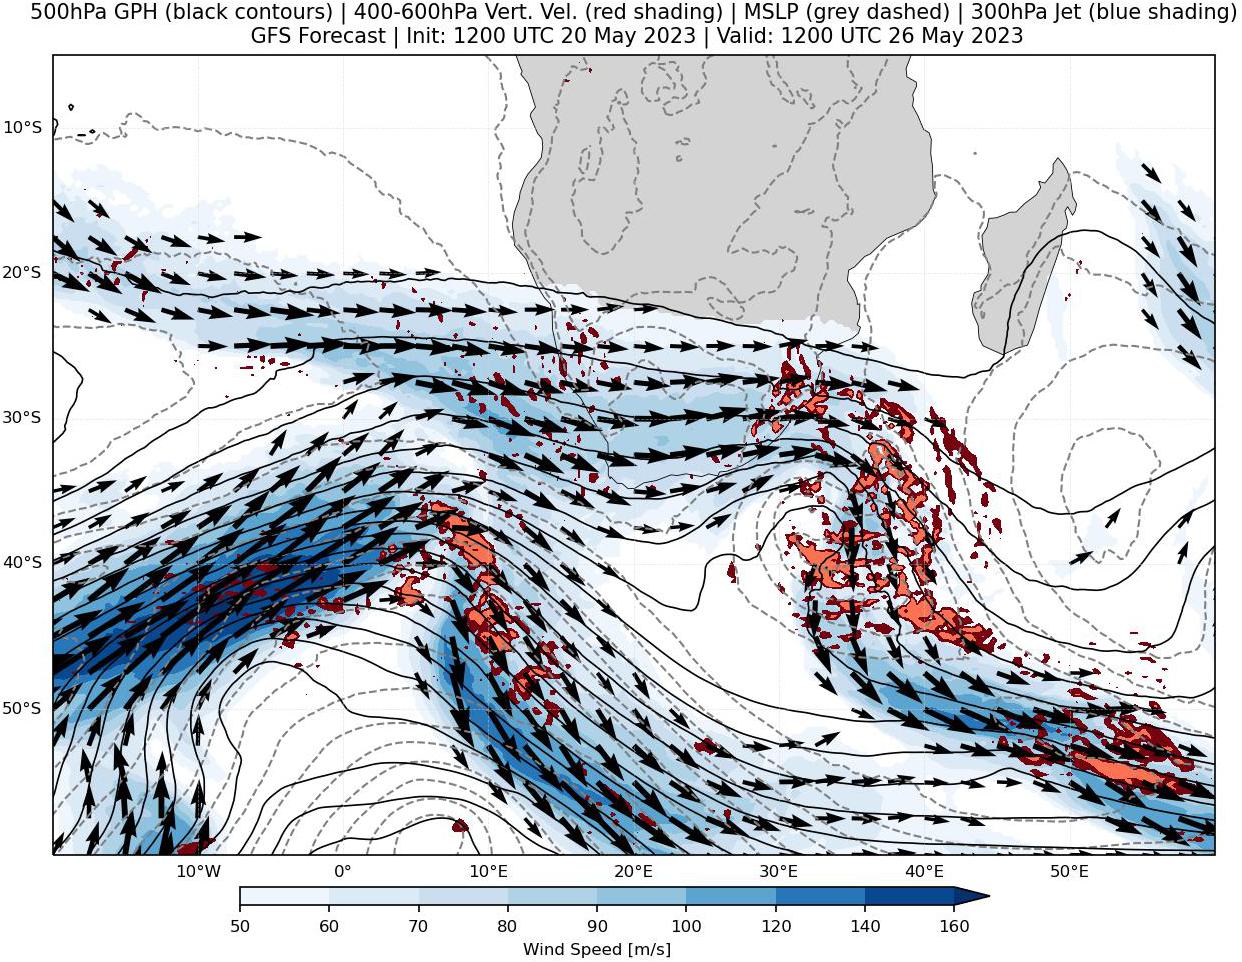 500hPa GPH (black contours) | 400-600hPa Vert. Vel. (red shading) | MSLP (grey dashed) | 300hPa Jet (blue shading)
GFS Forecast | Init: 1200 UTC 20 May 2023 | Valid: 1200 UTC 26 May 2023
10°S
20°S
30°S
40°S
50°S
10°W 0° 10°E 20°E 30°E 40°E 50°E
50 60 70 80 90 100 120 140 160
Wind Speed [m/s]